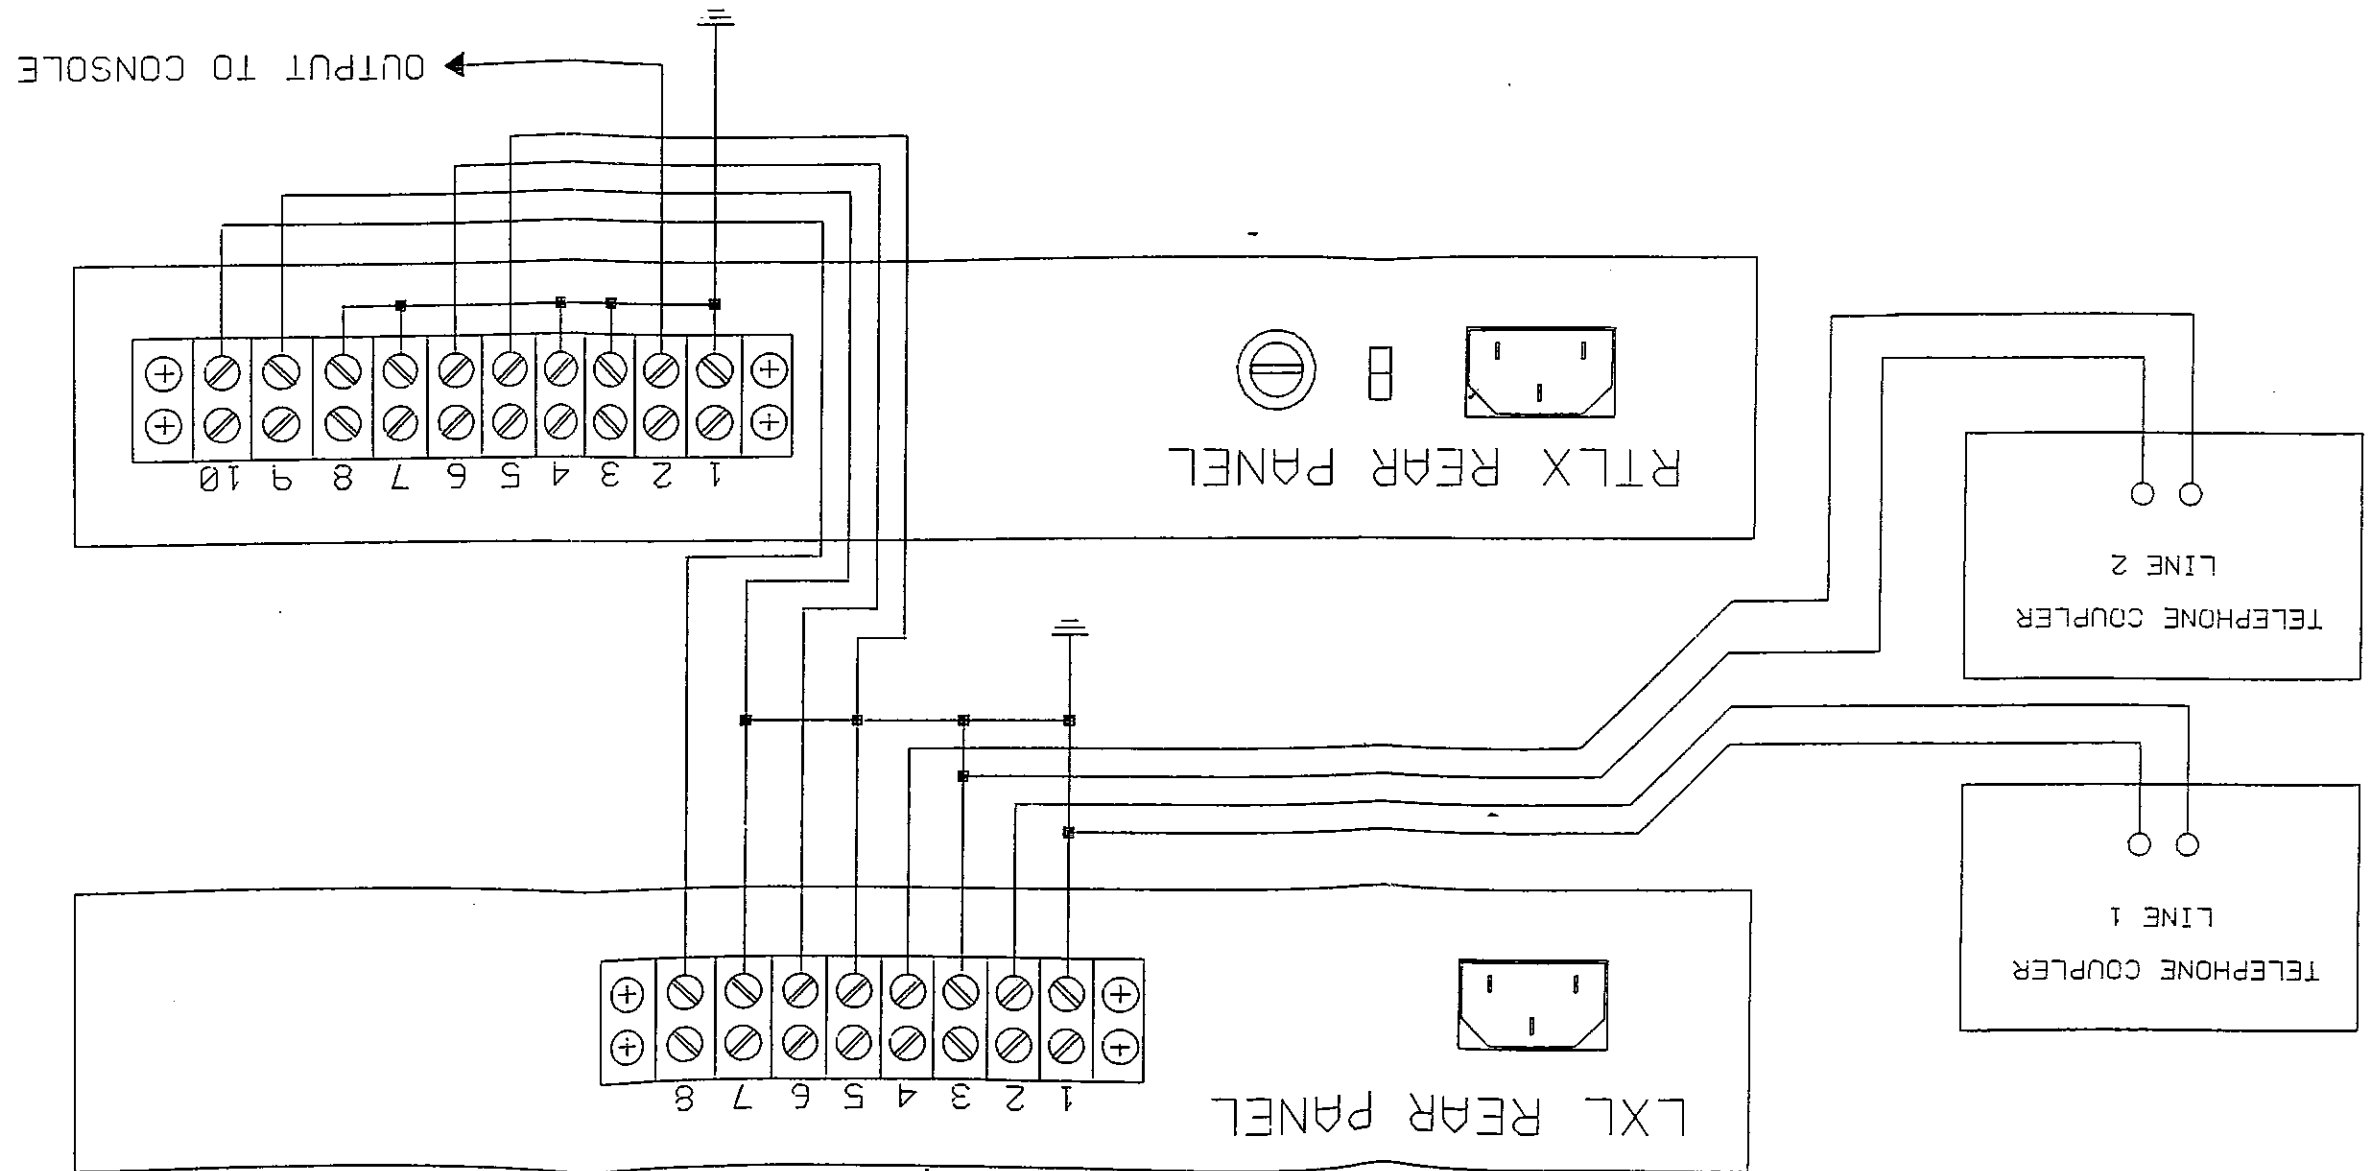 LXL REAR PANEL
1 2 3 4 5 6 7 8
TELEPHONE COUPLER
LINE 1
TELEPHONE COUPLER
LINE 2
RTLX REAR PANEL
1 2 3 4 5 6 7 8 9 10
OUTPUT TO CONSOLE